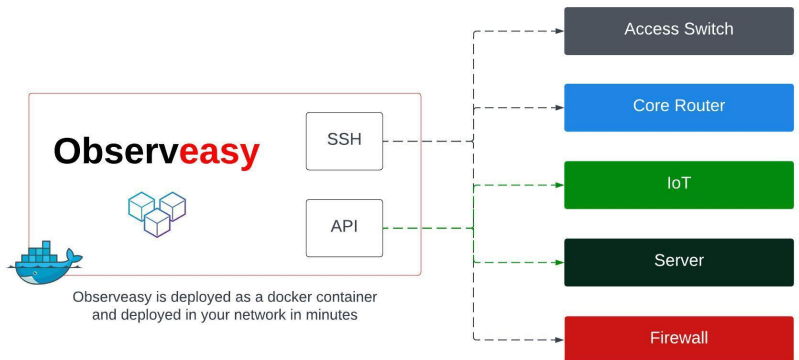 Observeasy
SSH
API
Access Switch
Core Router
IoT
Server
Firewall
Observeasy is deployed as a docker container
and deployed in your network in minutes